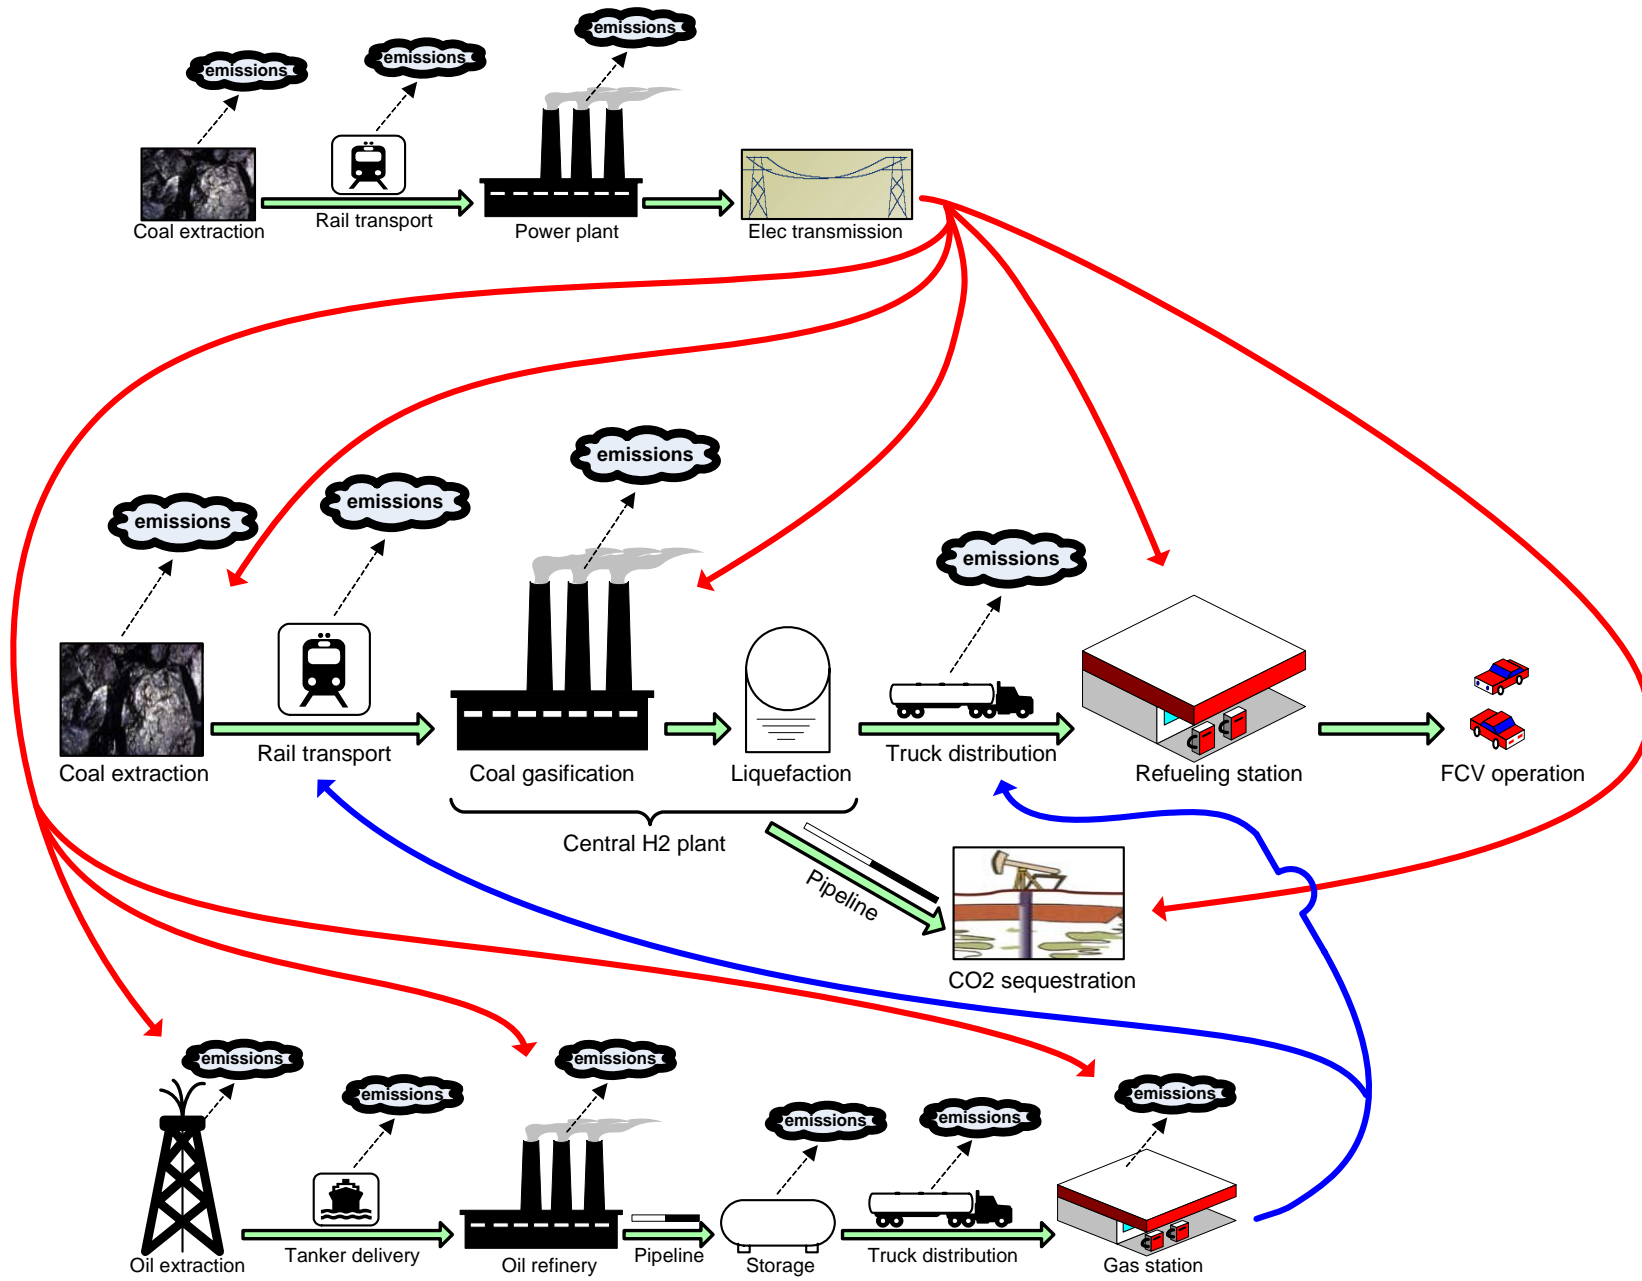 emissions
emissions
emissions
Coal extraction
Rail transport
Power plant
Elec transmission
emissions
emissions
emissions
emissions
Coal extraction
Rail transport
Coal gasification
Liquefaction
Truck distribution
Refueling station
FCV operation
Central H2 plant
Pipeline
CO2 sequestration
emissions
emissions
emissions
emissions
emissions
emissions
Oil extraction
Tanker delivery
Oil refinery
Pipeline
Storage
Truck distribution
Gas station